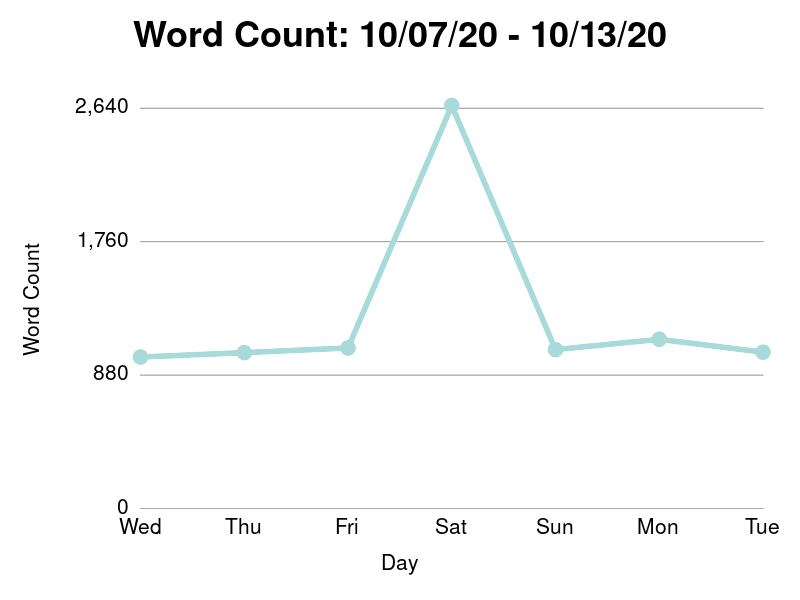 Word Count: 10/07/20 - 10/13/20
2,640
1,760
880
0
Word Count
Wed Thu Fri Sat Sun Mon Tue
Day